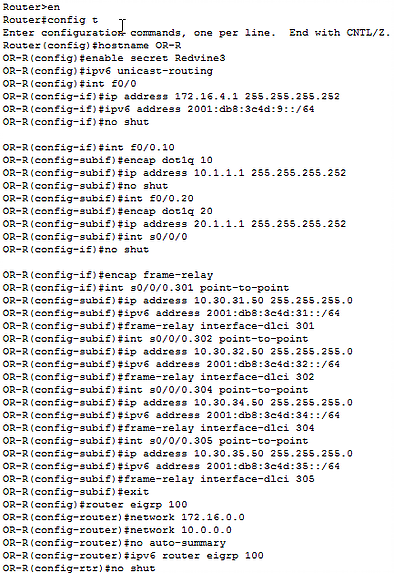 Router>en
Router#config t
Enter configuration commands, one per line.  End with CNTL/Z.
Router(config)#hostname OR-R
OR-R(config)#enable secret Redvine3
OR-R(config)#ipv6 unicast-routing
OR-R(config)#int f0/0
OR-R(config-if)#ip address 172.16.4.1 255.255.255.252
OR-R(config-if)#ipv6 address 2001:db8:3c4d:9::/64
OR-R(config-if)#no shut
OR-R(config-if)#int f0/0.10
OR-R(config-subif)#encap dot1q 10
OR-R(config-subif)#ip address 10.1.1.1 255.255.255.252
OR-R(config-subif)#no shut
OR-R(config-subif)#int f0/0.20
OR-R(config-subif)#encap dot1q 20
OR-R(config-subif)#ip address 20.1.1.1 255.255.255.252
OR-R(config-subif)#int s0/0/0
OR-R(config-if)#no shut
OR-R(config-if)#encap frame-relay
OR-R(config-if)#int s0/0/0.301 point-to-point
OR-R(config-subif)#ip address 10.30.31.50 255.255.255.0
OR-R(config-subif)#ipv6 address 2001:db8:3c4d:31::/64
OR-R(config-subif)#frame-relay interface-dlci 301
OR-R(config-subif)#int s0/0/0.302 point-to-point
OR-R(config-subif)#ip address 10.30.32.50 255.255.255.0
OR-R(config-subif)#ipv6 address 2001:db8:3c4d:32::/64
OR-R(config-subif)#frame-relay interface-dlci 302
OR-R(config-subif)#int s0/0/0.304 point-to-point
OR-R(config-subif)#ip address 10.30.34.50 255.255.255.0
OR-R(config-subif)#ipv6 address 2001:db8:3c4d:34::/64
OR-R(config-subif)#frame-relay interface-dlci 304
OR-R(config-subif)#int s0/0/0.305 point-to-point
OR-R(config-subif)#ip address 10.30.35.50 255.255.255.0
OR-R(config-subif)#ipv6 address 2001:db8:3c4d:35::/64
OR-R(config-subif)#frame-relay interface-dlci 305
OR-R(config-subif)#exit
OR-R(config)#router eigrp 100
OR-R(config-router)#network 172.16.0.0
OR-R(config-router)#network 10.0.0.0
OR-R(config-router)#no auto-summary
OR-R(config-router)#ipv6 router eigrp 100
OR-R(config-rtr)#no shut